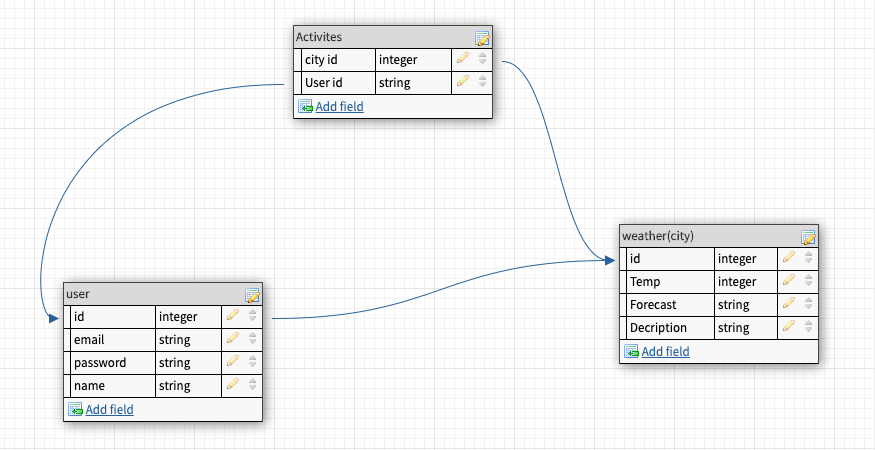 Activites
city id integer
User id string
Add field
weather(city)
id integer
Temp integer
Forecast string
Decription string
Add field
user
id integer
email string
password string
name string
Add field